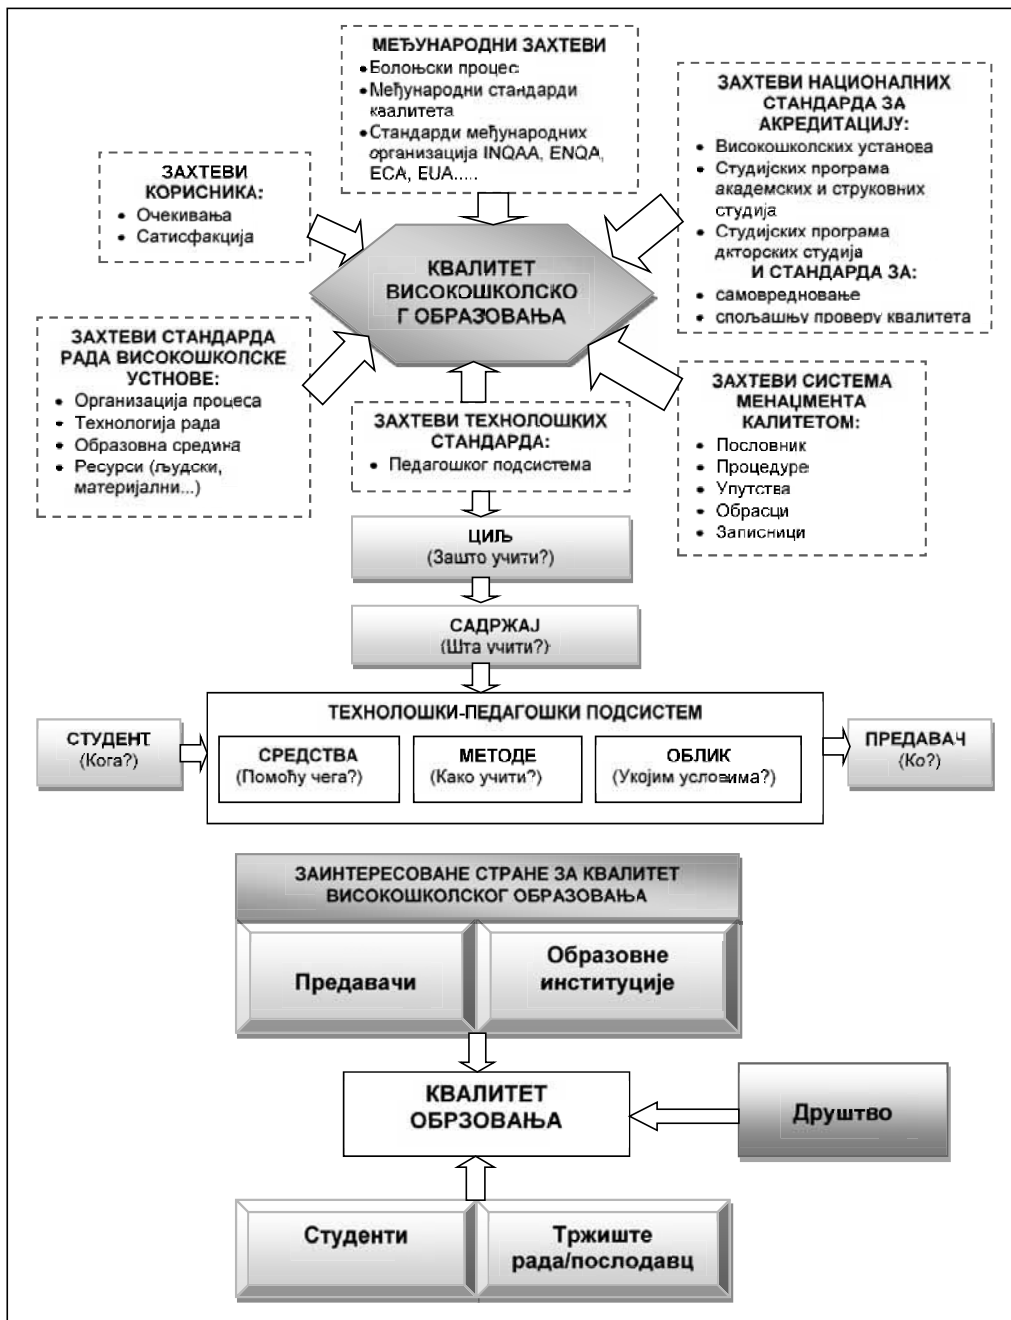 МЕЂУНАРОДНИ ЗАХТЕВИ
• Болоњски процес
• Међународни стандарди
квалитета
• Стандарди међународних
организација INQAA, ENQA,
ECA, EUA.....
ЗАХТЕВИ НАЦИОНАЛНИХ
СТАНДАРДА ЗА
АКРЕДИТАЦИЈУ:
• Високошколских установа
• Студијских програма
академских и струковних
студија
• Студијских програма
дкторских студија
И СТАНДАРДА ЗА:
• самовредновање
• спољашњу проверу квалитета
ЗАХТЕВИ
КОРИСНИКА:
• Очекивања
• Сатисфакција
КВАЛИТЕТ
ВИСОКОШКОЛСКО
Г ОБРАЗОВАЊА
ЗАХТЕВИ СТАНДАРДА
РАДА ВИСОКОШКОЛСКЕ
УСТНОВЕ:
• Организација процеса
• Технологија рада
• Образовна средина
• Ресурси (људски,
материјални...)
ЗАХТЕВИ ТЕХНОЛОШКИХ
СТАНДАРДА:
• Педагошког подсистема
ЗАХТЕВИ СИСТЕМА
МЕНАЏМЕНТА
КАЛИТЕТОМ:
• Пословник
• Процедуре
• Упутства
• Обрасци
• Записници
ЦИЉ
(Зашто учити?)
САДРЖАЈ
(Шта учити?)
ТЕХНОЛОШКИ-ПЕДАГОШКИ ПОДСИСТЕМ
СТУДЕНТ
(Кога?)
СРЕДСТВА
(Помоћу чега?)
МЕТОДЕ
(Како учити?)
ОБЛИК
(Укојим условима?)
ПРЕДАВАЧ
(Ко?)
ЗАИНТЕРЕСОВАНЕ СТРАНЕ ЗА КВАЛИТЕТ
ВИСОКОШКОЛСКОГ ОБРАЗОВАЊА
Предавачи
Образовне
институције
КВАЛИТЕТ
ОБРЗОВАЊА
Друштво
Студенти
Тржиште
рада/послодавц